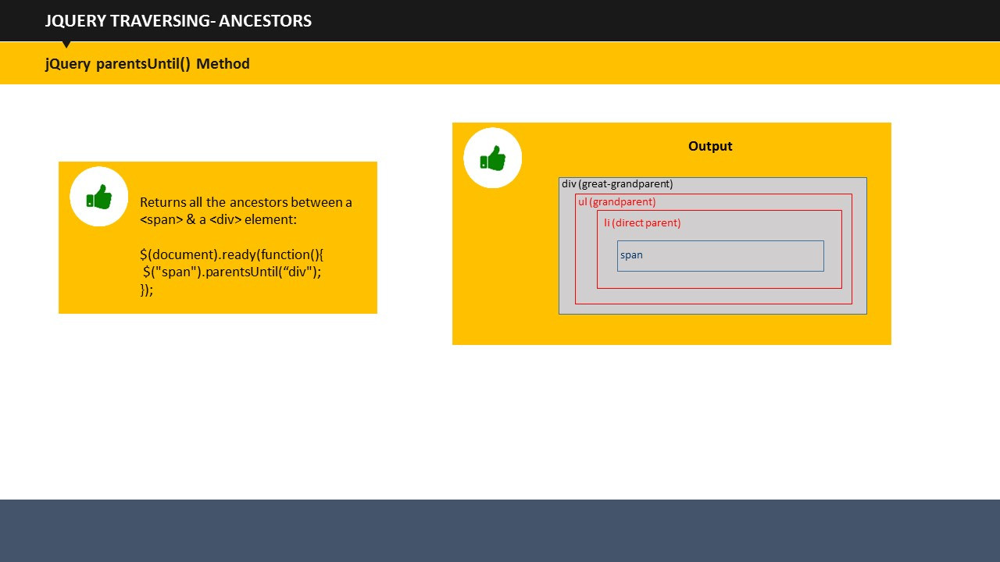 JQUERY TRAVERSING- ANCESTORS
jQuery parentsUntil() Method
Returns all the ancestors between a
<span> & a <div> element:
$(document).ready(function(){
$("span").parentsUntil(“div");
});
Output
div (great-grandparent)
ul (grandparent)
li (direct parent)
span